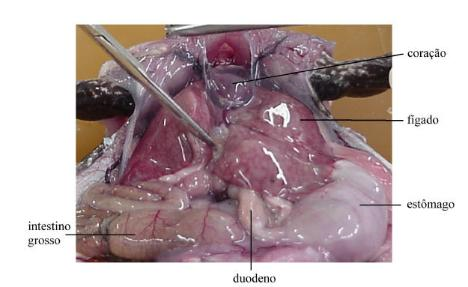 coração
fígado
estômago
intestino
grosso
duodeno